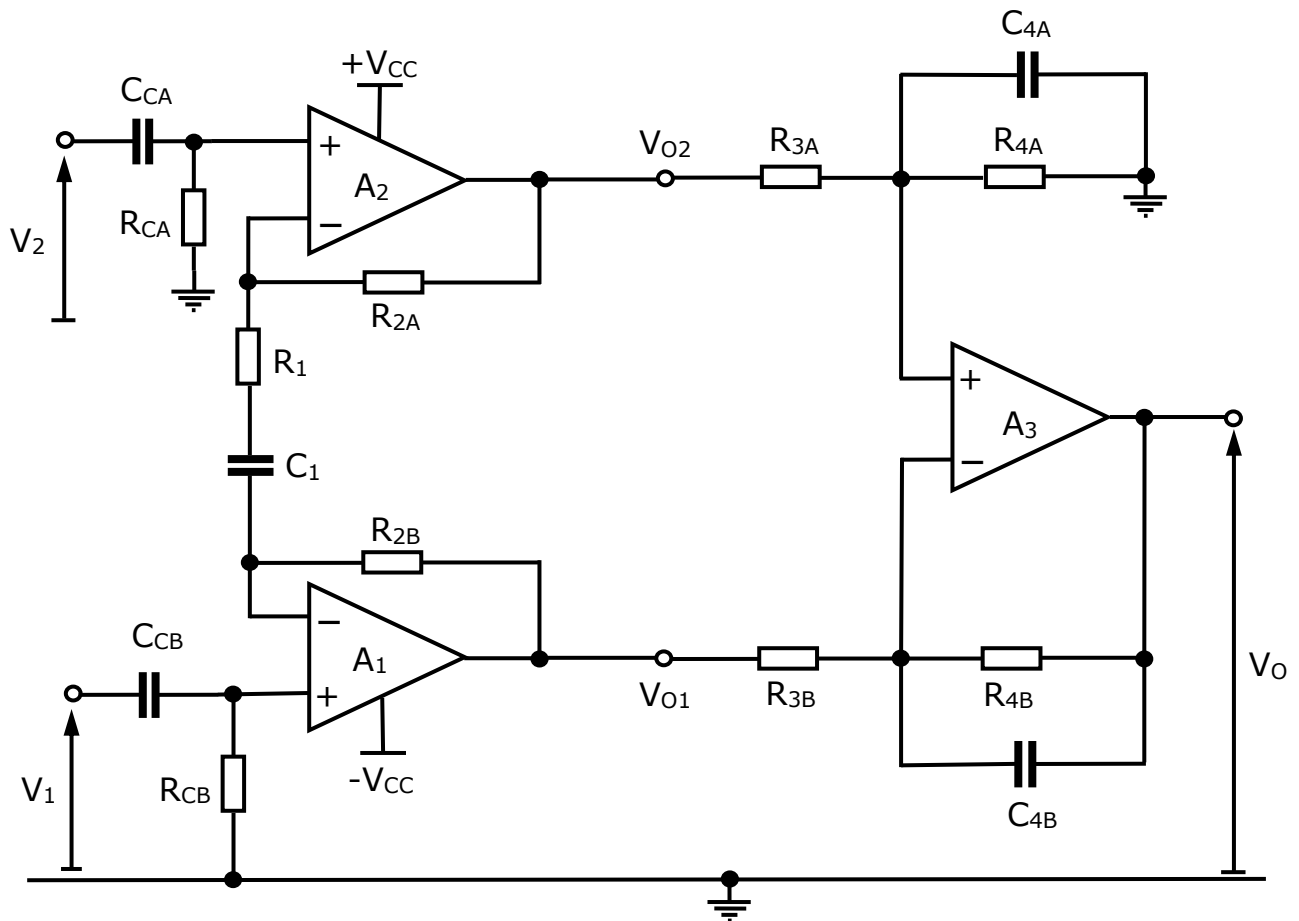 C4A
+VCC
CCA
R3A
R4A
VO2
+
A2
RCA
−
V2
R2A
R1
+
A3
−
C1
R2B
CCB
−
A1
VO
+
VO1
R3B
R4B
V1
RCB
-VCC
C4B